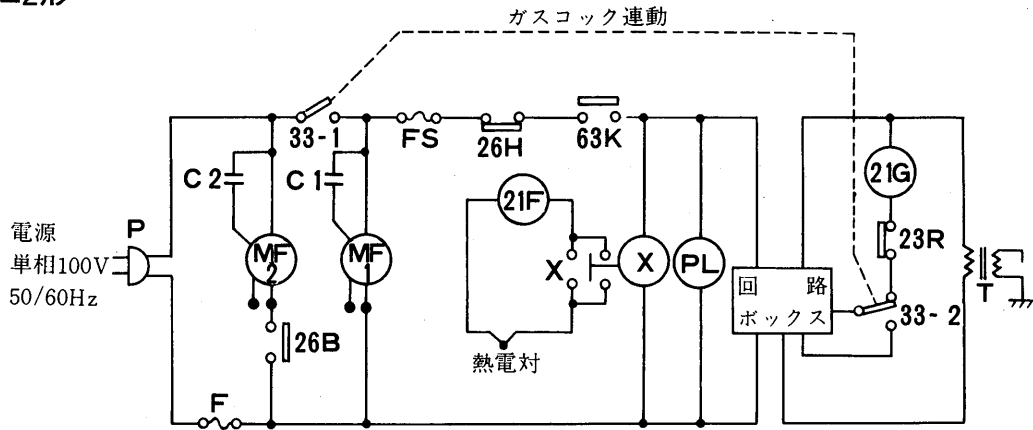 ガスコック連動
33-1
FS
26H
63K
C2
C1
21F
21G
電源
単相100V
50/60Hz
P
MF
2
MF
1
X
X
PL
23R
回路
ボックス
33-2
T
26B
熱電対
F